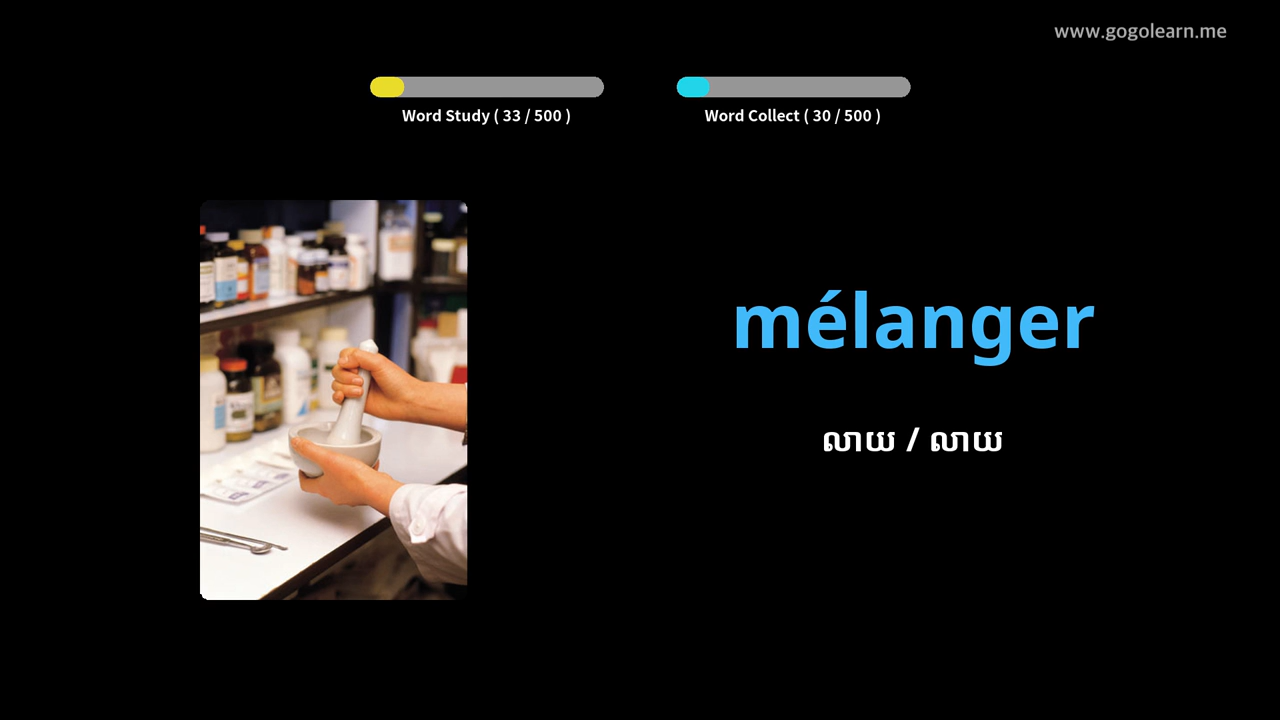 www.gogolearn.me
Word Study ( 33 / 500 )
Word Collect ( 30 / 500 )
mélanger
លាយ / លាយ